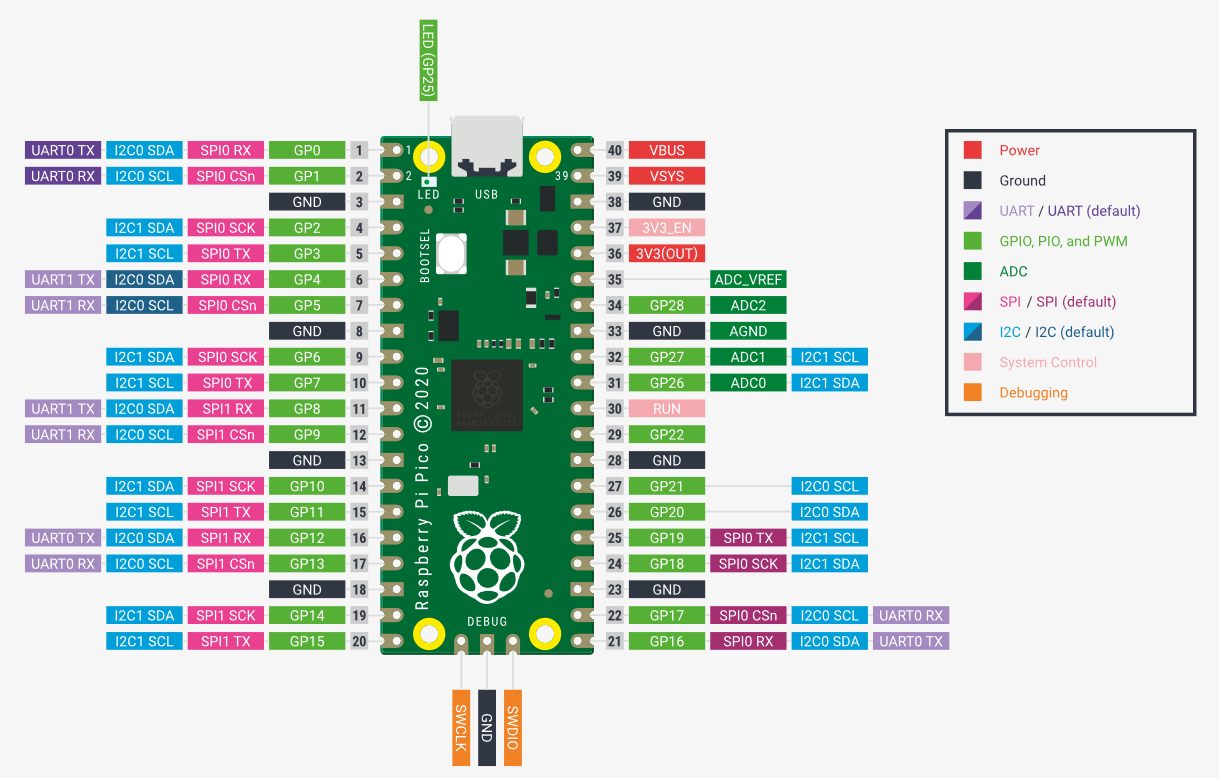 LED (GP25)
UART0 TX I2C0 SDA SPI0 RX GP0 1 1 40 VBUS
UART0 RX I2C0 SCL SPI0 CSn GP1 2 2 39 39 VSYS
LED USB
GND 3 38 GND
I2C1 SDA SPI0 SCK GP2 4 37 3V3_EN
I2C1 SCL SPI0 TX GP3 5 36 3V3(OUT)
BOOTSEL
UART1 TX I2C0 SDA SPI0 RX GP4 6 35 ADC_VREF
UART1 RX I2C0 SCL SPI0 CSn GP5 7 34 GP28 ADC2
GND 8 33 GND AGND
I2C1 SDA SPI0 SCK GP6 9 32 GP27 ADC1 I2C1 SCL
I2C1 SCL SPI0 TX GP7 10 31 GP26 ADC0 I2C1 SDA
UART1 TX I2C0 SDA SPI1 RX GP8 11 30 RUN
UART1 RX I2C0 SCL SPI1 CSn GP9 12 29 GP22
GND 13 28 GND
I2C1 SDA SPI1 SCK GP10 14 27 GP21 I2C0 SCL
I2C1 SCL SPI1 TX GP11 15 26 GP20 I2C0 SDA
UART0 TX I2C0 SDA SPI1 RX GP12 16 25 GP19 SPI0 TX I2C1 SCL
UART0 RX I2C0 SCL SPI1 CSn GP13 17 24 GP18 SPI0 SCK I2C1 SDA
GND 18 23 GND
I2C1 SDA SPI1 SCK GP14 19 22 GP17 SPI0 CSn I2C0 SCL UART0 RX
I2C1 SCL SPI1 TX GP15 20 21 GP16 SPI0 RX I2C0 SDA UART0 TX
Raspberry Pi Pico ©2020
DEBUG
SWCLK
GND
SWDIO
Power
Ground
UART / UART (default)
GPIO, PIO, and PWM
ADC
SPI / SPI (default)
I2C / I2C (default)
System Control
Debugging